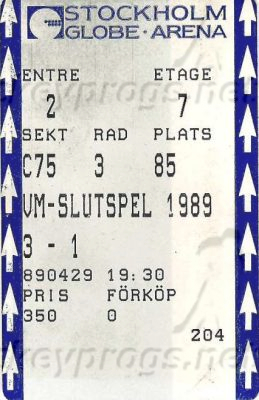 STOCKHOLM
GLOBE·ARENA
ENTRE ETAGE
2 7
SEKT RAD PLATS
C75 3 85
VM-SLUTSPEL 1989
3 - 1
890429 19:30
PRIS FÖRKÖP
350 0
204